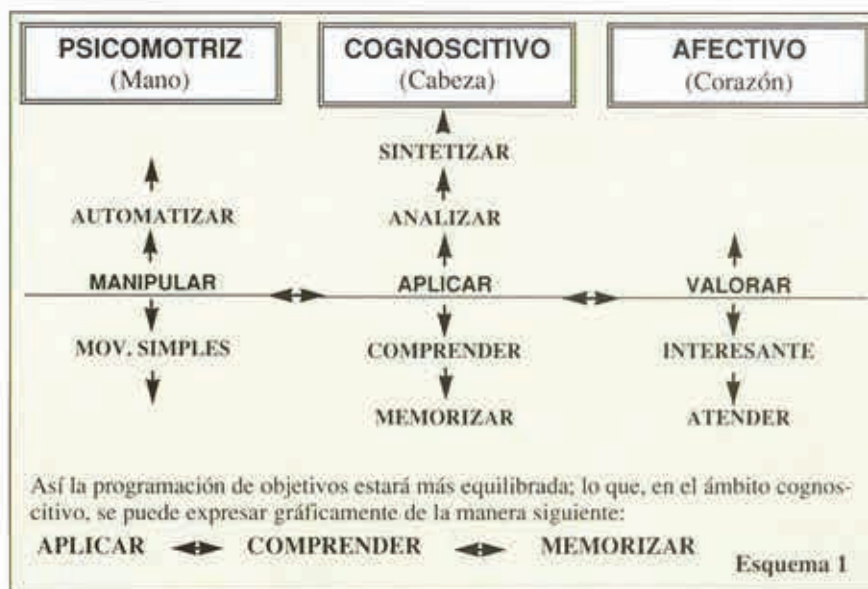 PSICOMOTRIZ COGNOSCITIVO AFECTIVO
(Mano) (Cabeza) (Corazón)
SINTETIZAR
AUTOMATIZAR ANALIZAR
MANIPULAR APLICAR VALORAR
MOV. SIMPLES COMPRENDER INTERESANTE
MEMORIZAR ATENDER
Así la programación de objetivos estará más equilibrada; lo que, en el ámbito cognos-
citivo, se puede expresar gráficamente de la manera siguiente:
APLICAR COMPRENDER MEMORIZAR
Esquema 1